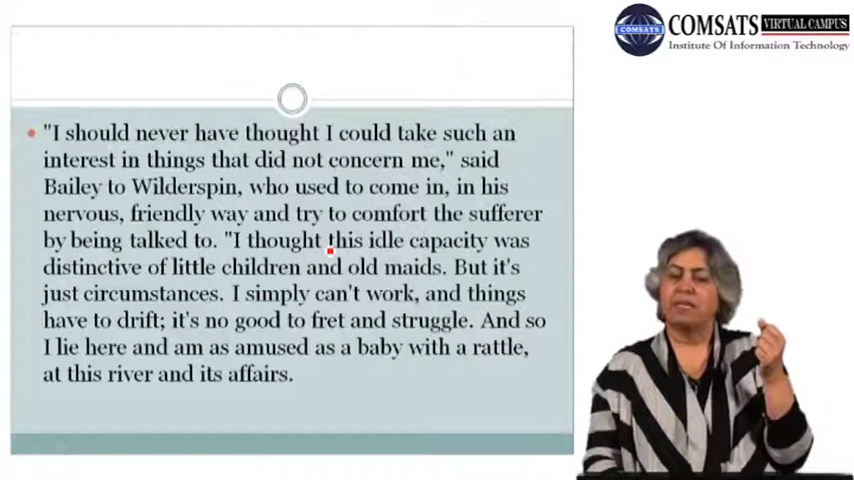 COMSATS VIRTUAL CAMPUS
COMSATS
Institute Of Information Technology
"I should never have thought I could take such an
interest in things that did not concern me," said
Bailey to Wilderspin, who used to come in, in his
nervous, friendly way and try to comfort the sufferer
by being talked to. "I thought this idle capacity was
distinctive of little children and old maids. But it's
just circumstances. I simply can't work, and things
have to drift; it's no good to fret and struggle. And so
I lie here and am as amused as a baby with a rattle,
at this river and its affairs.